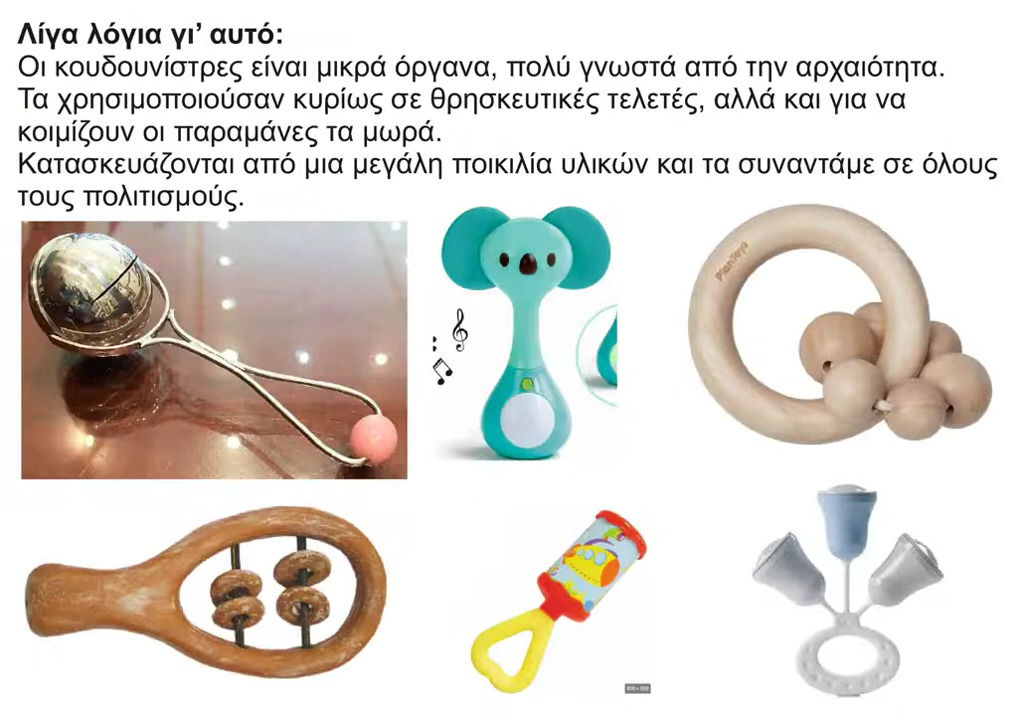 Λίγα λόγια γι’ αυτό:
Οι κουδουνίστρες είναι μικρά όργανα, πολύ γνωστά από την αρχαιότητα.
Τα χρησιμοποιούσαν κυρίως σε θρησκευτικές τελετές, αλλά και για να
κοιμίζουν οι παραμάνες τα μωρά.
Κατασκευάζονται από μια μεγάλη ποικιλία υλικών και τα συναντάμε σε όλους
τους πολιτισμούς.
PlanToys